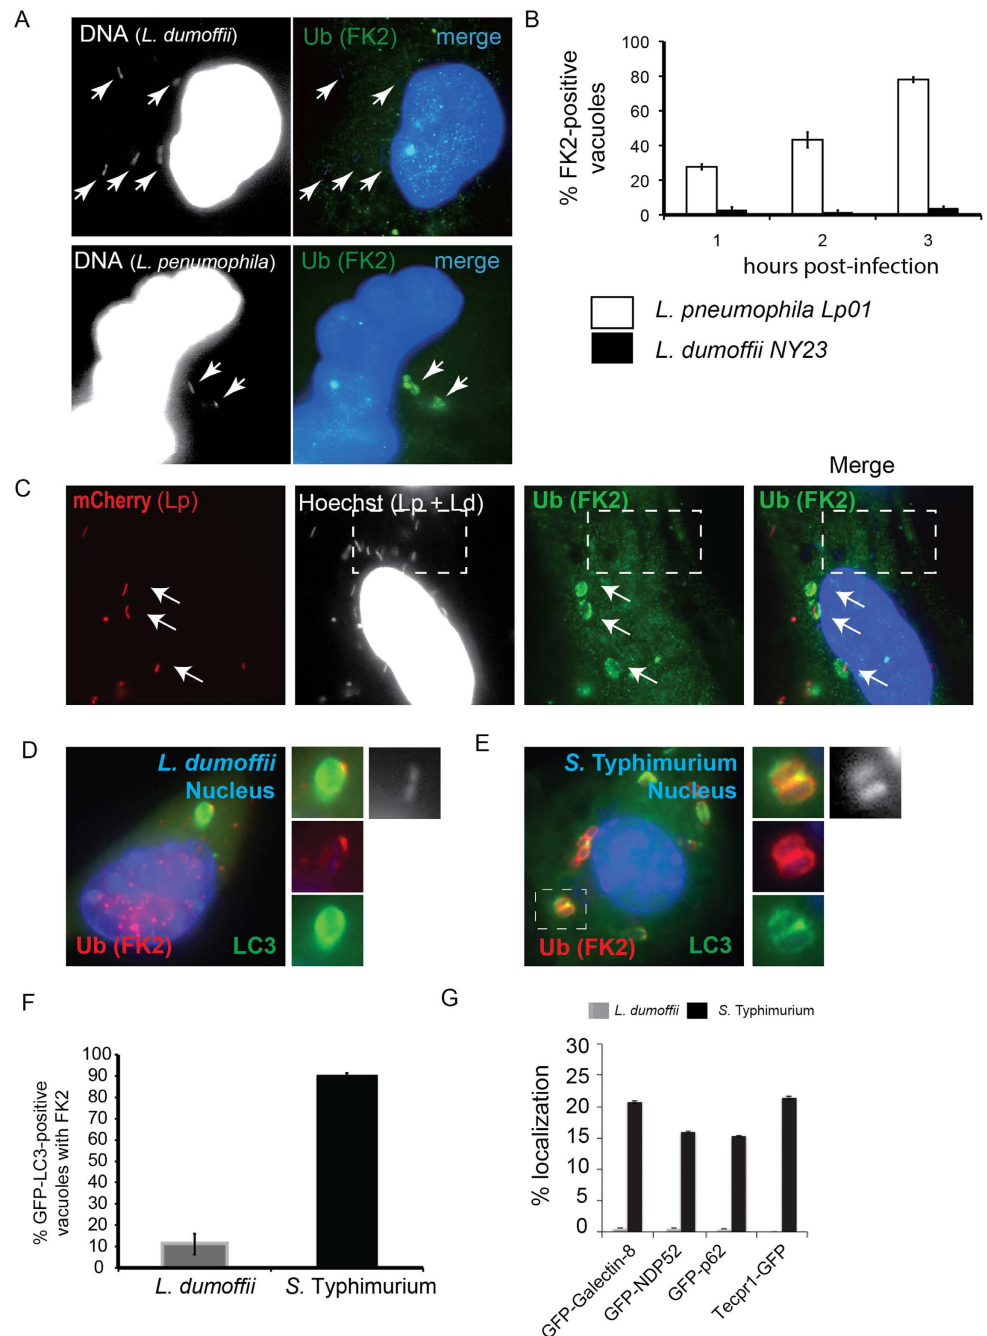 A
DNA (L. dumoffii)
Ub (FK2)
merge
DNA (L. penumophila)
Ub (FK2)
merge
B
% FK2-positive
vacuoles
100
80
60
40
20
0
1
2
3
hours post-infection
L. pneumophila Lp01
L. dumoffii NY23
C
mCherry (Lp)
Hoechst (Lp + Ld)
Ub (FK2)
Merge
Ub (FK2)
D
L. dumoffii
Nucleus
Ub (FK2)
LC3
E
S. Typhimurium
Nucleus
Ub (FK2)
LC3
F
% GFP-LC3-positive
vacuoles with FK2
100
90
80
70
60
50
40
30
20
10
0
L. dumoffii
S. Typhimurium
G
L. dumoffii
S. Typhimurium
% localization
30
25
20
15
10
5
0
GFP-Galectin-8
GFP-NDP52
GFP-p62
Tecpr1-GFP